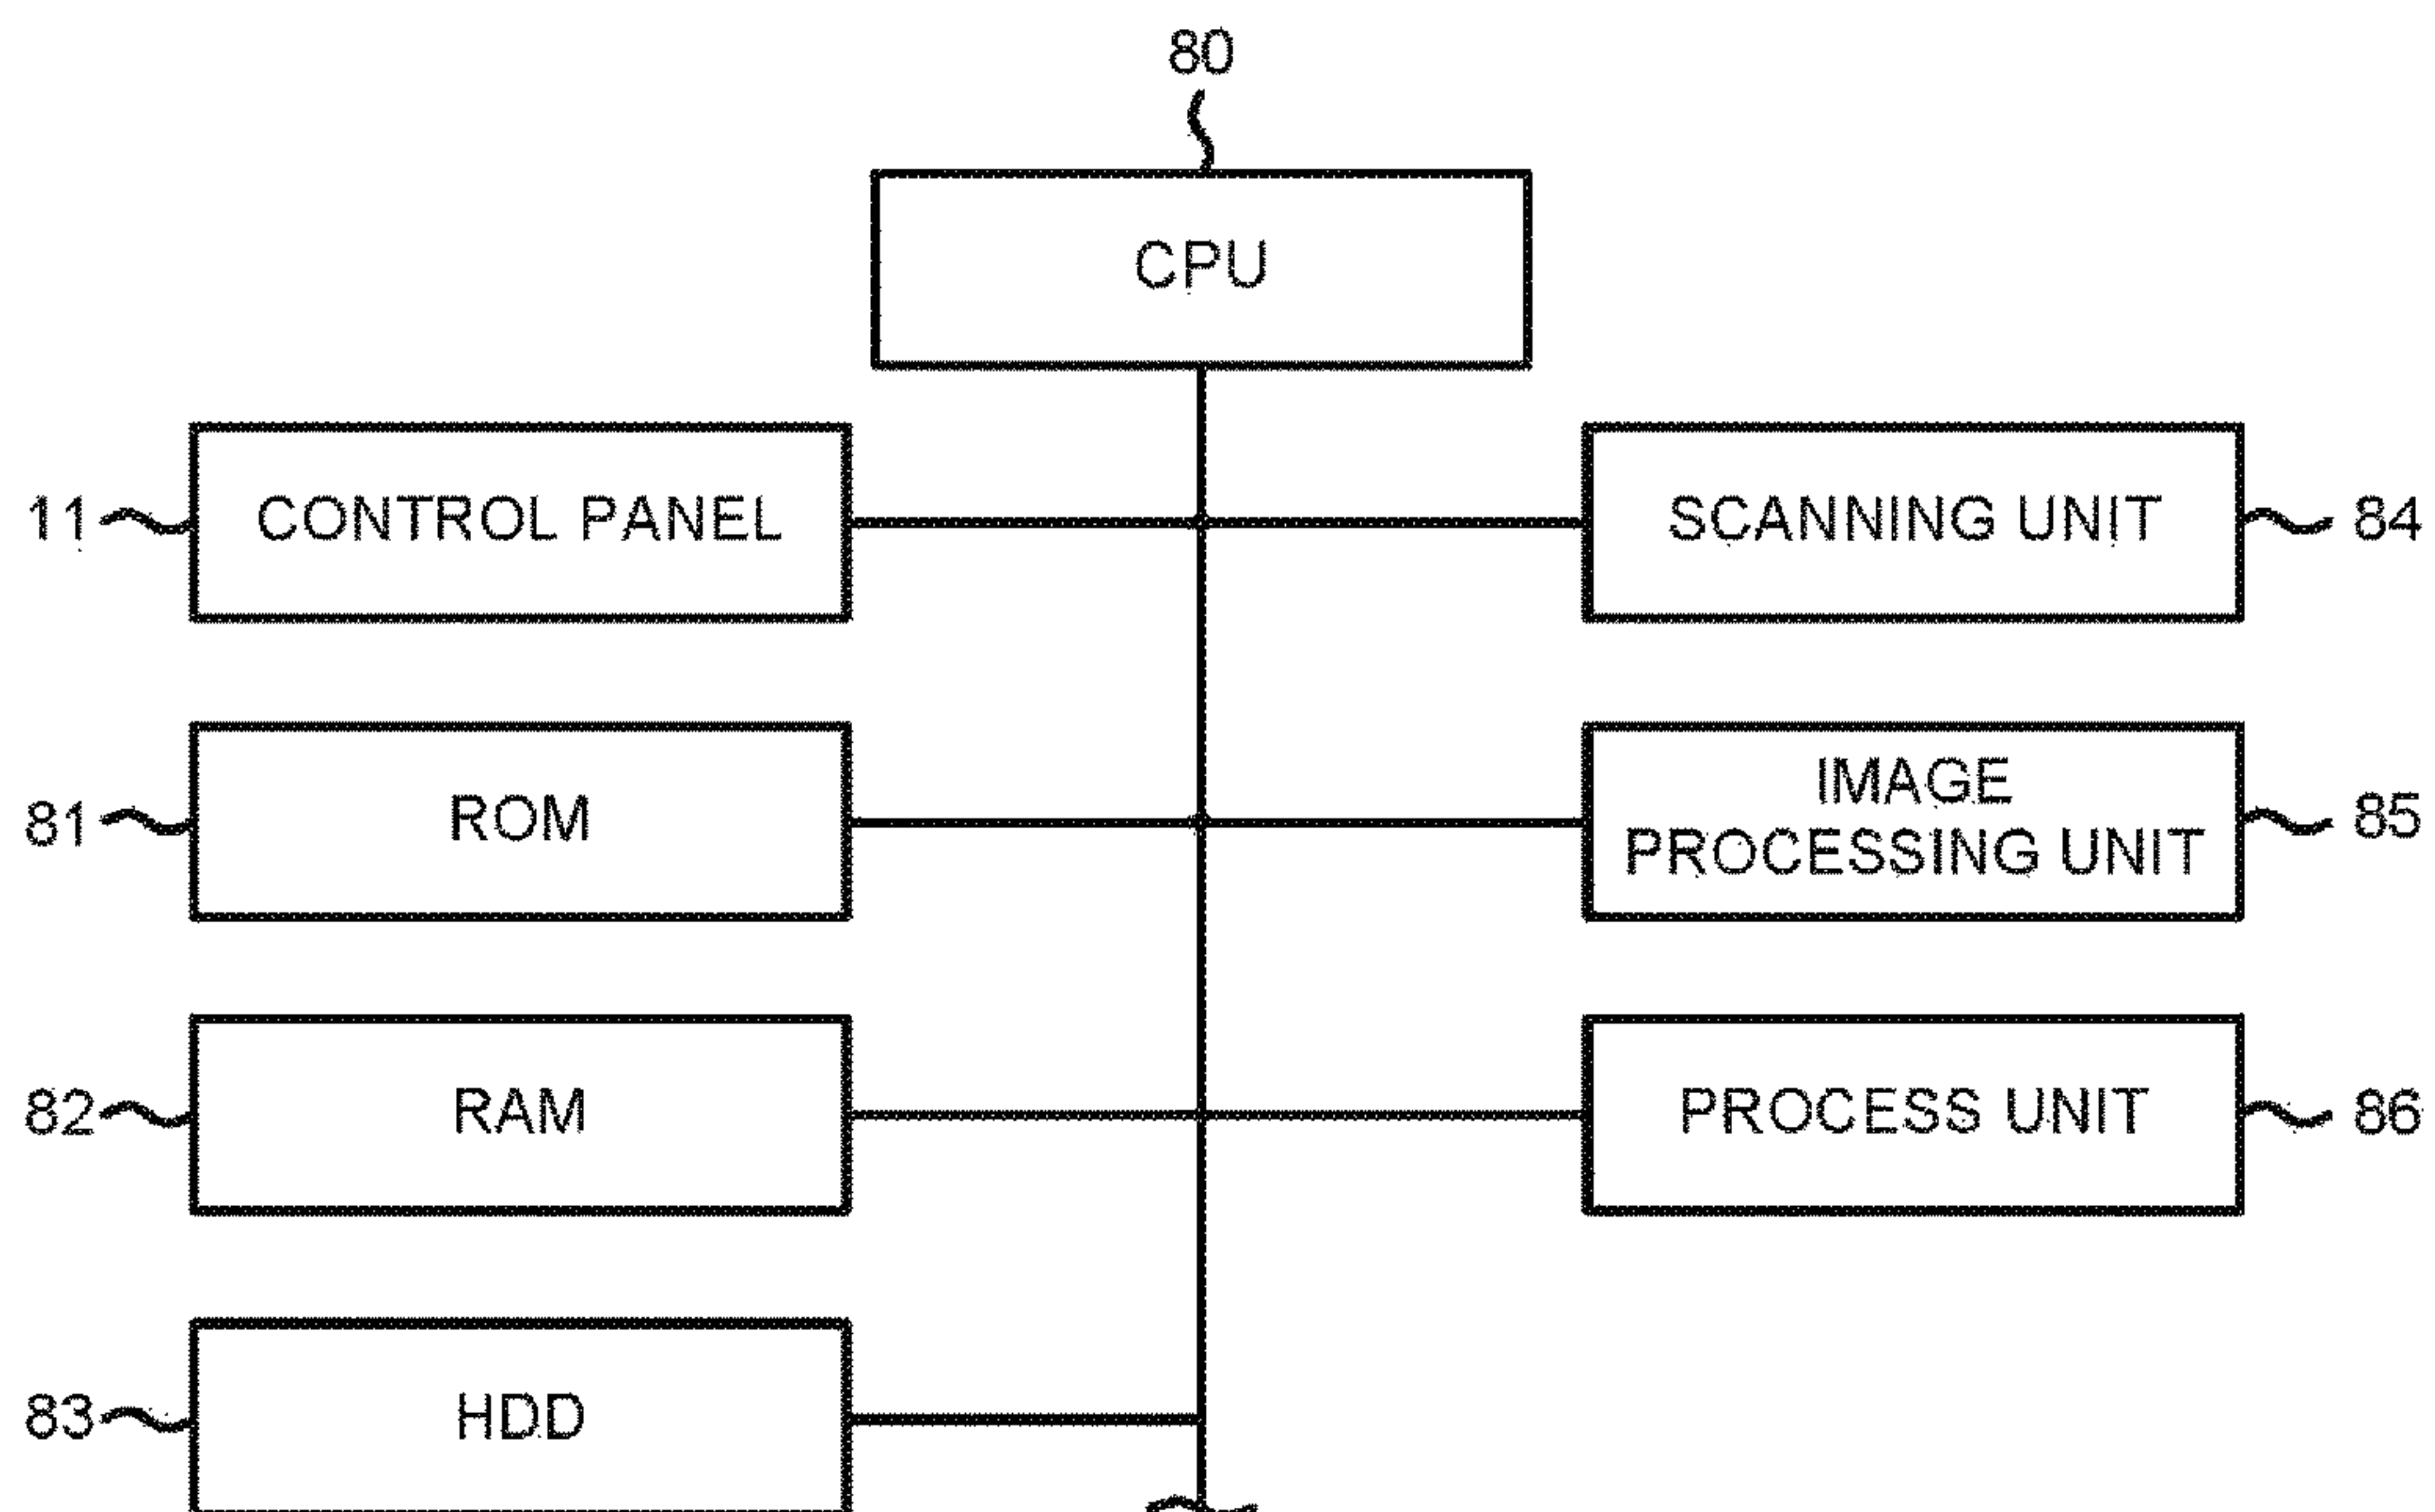 80
CPU
11 CONTROL PANEL
SCANNING UNIT 84
81 ROM
IMAGE
PROCESSING UNIT 85
82 RAM
PROCESS UNIT 86
83 HDD